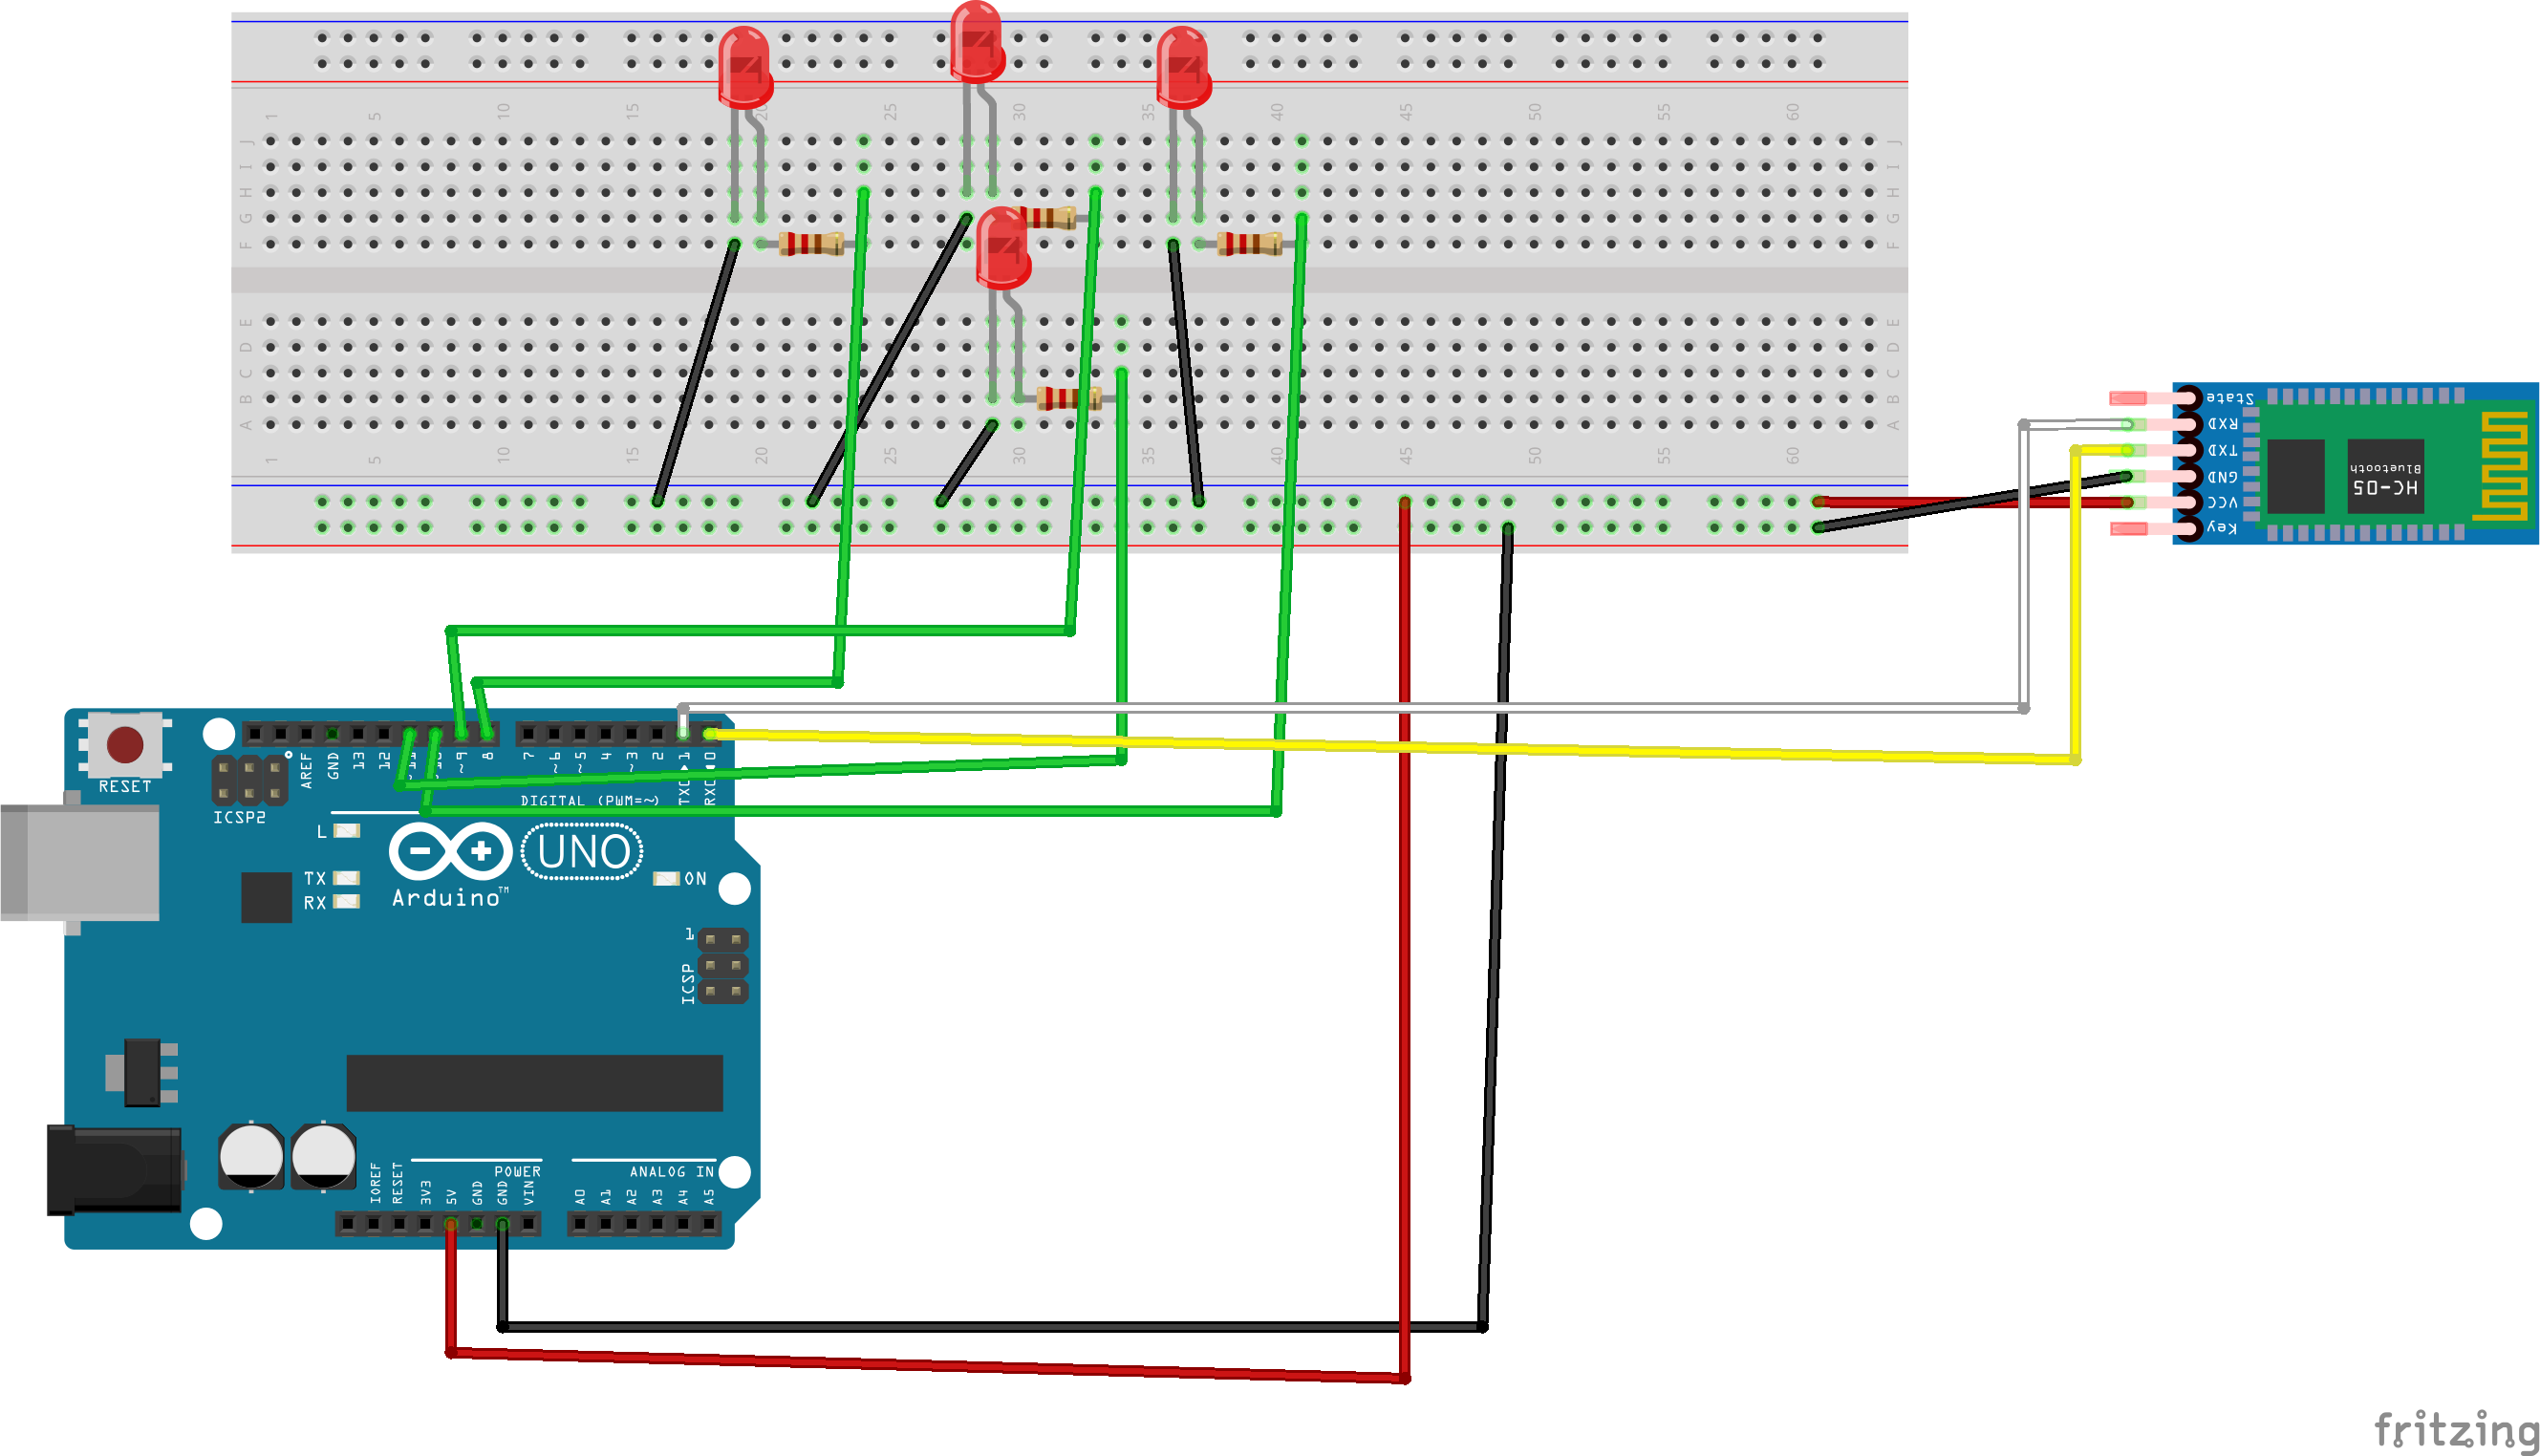 1 5 10 15 20 25 30 35 40 45 50 55 60
J J
I I
H H
G G
F F
E E
D D
C C
B B
A A
1 5 10 15 20 25 30 35 40 45 50 55 60
State
RXD
TXD
GND
VCC
Key
HC-05
Bluetooth
RESET
ICSP2
AREF
GND
13
12
~9
8
7
~6
~5
4
~3
2
TX0▸1
RX0◂0
DIGITAL (PWM=~)
L
TX
RX
UNO
Arduino™
ON
1
ICSP
IOREF
RESET
3V3
5V
GND
GND
VIN
POWER
ANALOG IN
A0
A1
A2
A3
A4
A5
fritzing